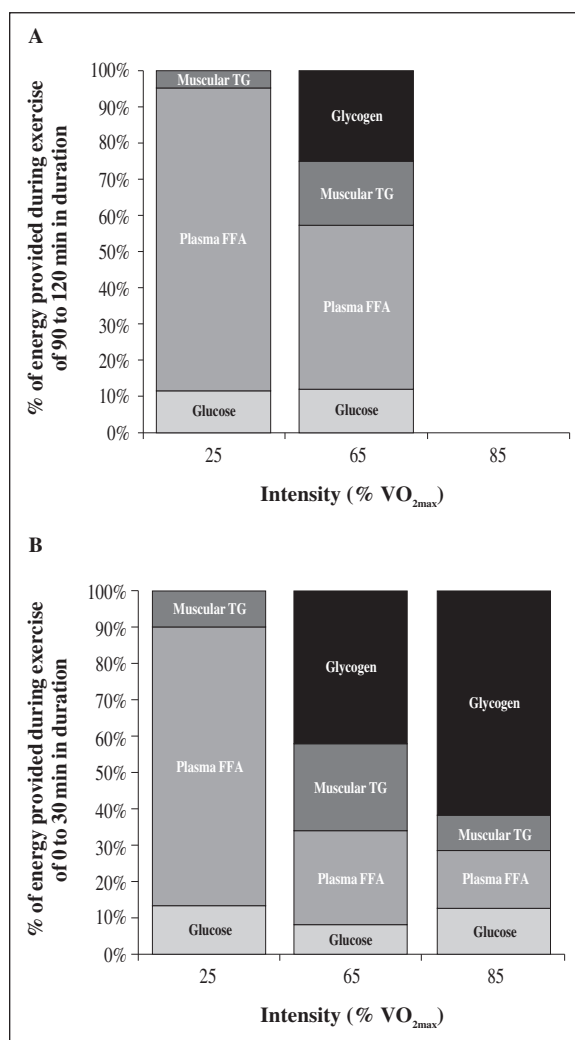 A
% of energy provided during exercise
of 90 to 120 min in duration
100%
90%
80%
70%
60%
50%
40%
30%
20%
10%
0%
Muscular TG
Plasma FFA
Glucose
Glycogen
Muscular TG
Plasma FFA
Glucose
25 65 85
Intensity (% VO2max)
B
% of energy provided during exercise
of 0 to 30 min in duration
100%
90%
80%
70%
60%
50%
40%
30%
20%
10%
0%
Muscular TG
Plasma FFA
Glucose
Glycogen
Muscular TG
Plasma FFA
Glucose
Glycogen
Muscular TG
Plasma FFA
Glucose
25 65 85
Intensity (% VO2max)